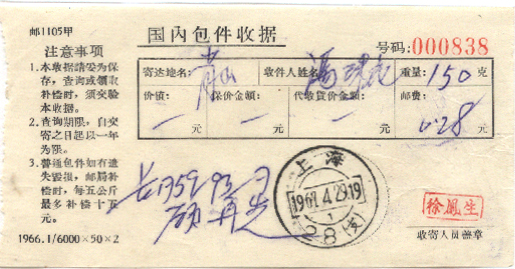 邮1105甲
国内包件收据
号码:000838
注意事项
1.本收据请妥为保存，查询或领取补偿时，须交验本收据。
2.查询期限，自交寄之日起以一年为限。
3.普通包件如有遗失毁损，邮局补偿时，每五公斤最多补偿十元。
1966.1/6000×50×2
寄达地名: 收件人姓名: 重量:150克
价值: 一元 保价金额: 一元 代收货价金额: 一元 邮费: 0.28元
上海
1967.4.29.19
1
28(支)
徐凤生
收寄人员盖章